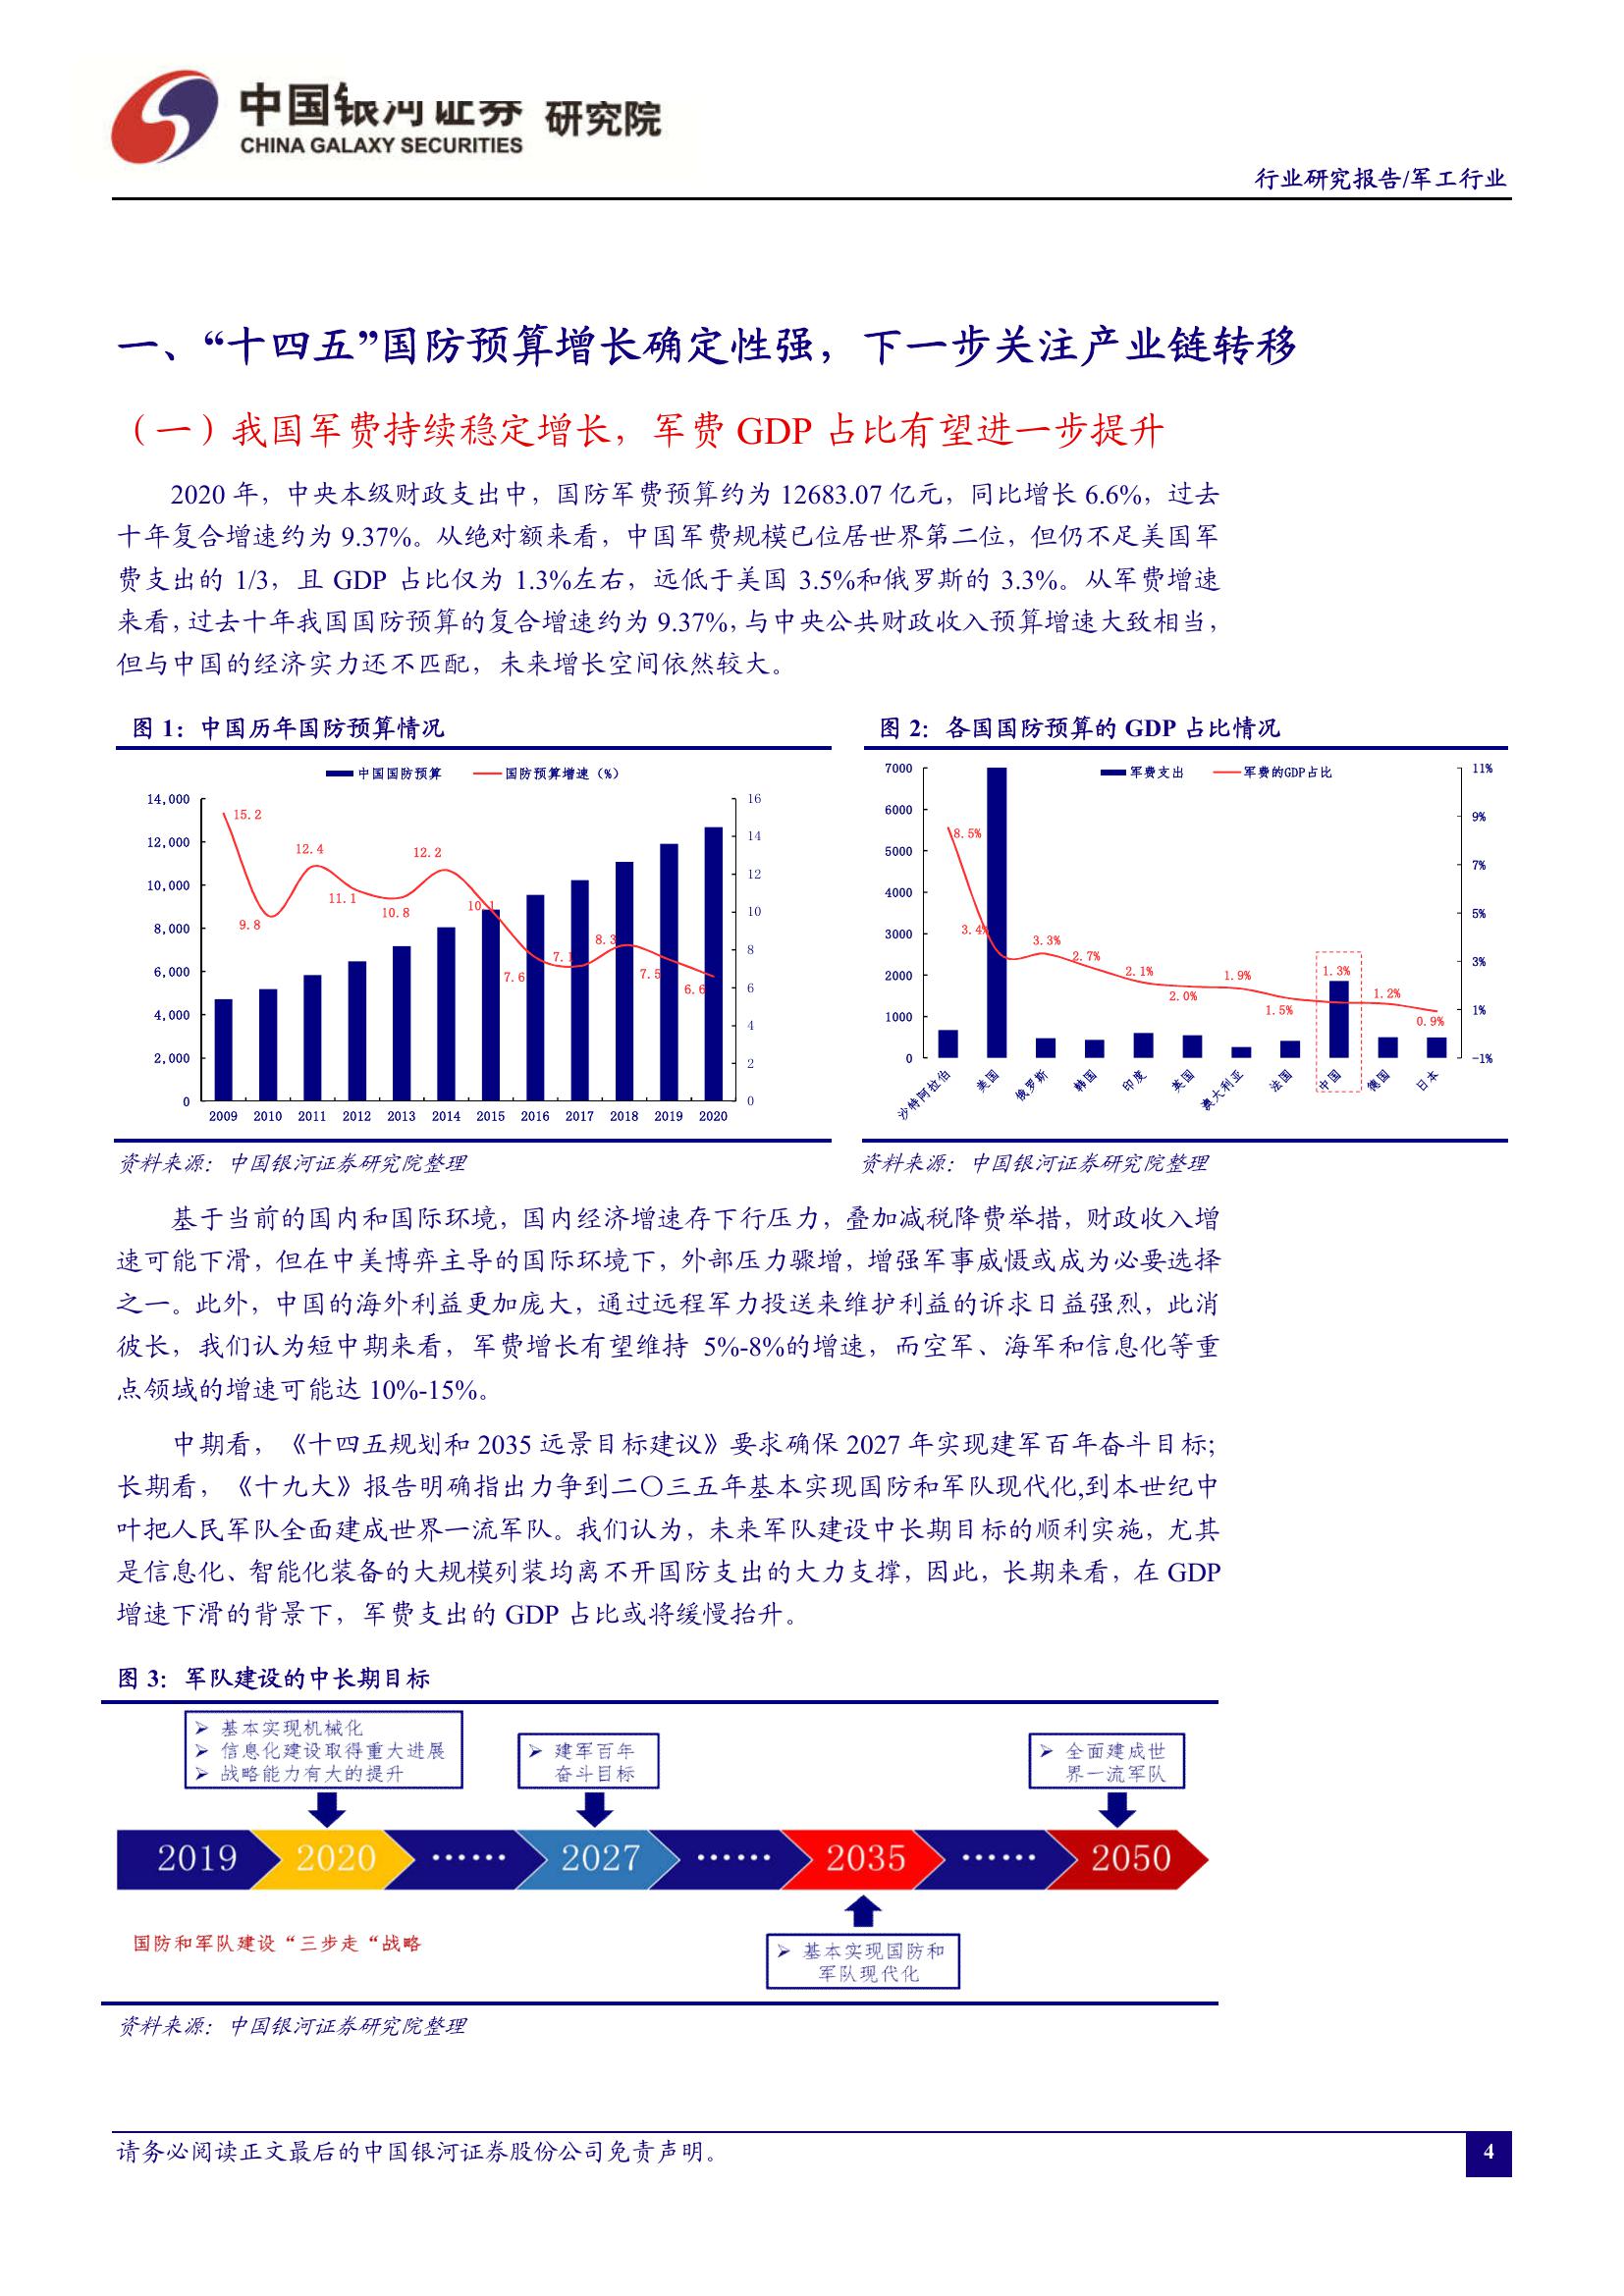 中国银河证券 研究院
CHINA GALAXY SECURITIES
行业研究报告/军工行业
一、“十四五”国防预算增长确定性强，下一步关注产业链转移
（一）我国军费持续稳定增长，军费 GDP 占比有望进一步提升
2020 年，中央本级财政支出中，国防军费预算约为 12683.07 亿元，同比增长 6.6%，过去
十年复合增速约为 9.37%。从绝对额来看，中国军费规模已位居世界第二位，但仍不足美国军
费支出的 1/3，且 GDP 占比仅为 1.3%左右，远低于美国 3.5%和俄罗斯的 3.3%。从军费增速
来看，过去十年我国国防预算的复合增速约为 9.37%，与中央公共财政收入预算增速大致相当，
但与中国的经济实力还不匹配，未来增长空间依然较大。
图 1：中国历年国防预算情况
中国国防预算 国防预算增速（%）
14,000
12,000
10,000
8,000
6,000
4,000
2,000
0
16
14
12
10
8
6
4
2
0
15.2
9.8
12.4
11.1
10.8
12.2
10.1
7.6
7.1
8.3
7.5
6.6
2009 2010 2011 2012 2013 2014 2015 2016 2017 2018 2019 2020
资料来源：中国银河证券研究院整理
图 2：各国国防预算的 GDP 占比情况
军费支出 军费的GDP占比
7000
6000
5000
4000
3000
2000
1000
0
11%
9%
7%
5%
3%
1%
-1%
8.5%
3.4%
3.3%
2.7%
2.1%
2.0%
1.9%
1.5%
1.3%
1.2%
0.9%
沙特阿拉伯 美国 俄罗斯 韩国 印度 英国 澳大利亚 法国 中国 德国 日本
资料来源：中国银河证券研究院整理
基于当前的国内和国际环境，国内经济增速存下行压力，叠加减税降费举措，财政收入增
速可能下滑，但在中美博弈主导的国际环境下，外部压力骤增，增强军事威慑或成为必要选择
之一。此外，中国的海外利益更加庞大，通过远程军力投送来维护利益的诉求日益强烈，此消
彼长，我们认为短中期来看，军费增长有望维持 5%-8%的增速，而空军、海军和信息化等重
点领域的增速可能达 10%-15%。
中期看，《十四五规划和 2035 远景目标建议》要求确保 2027 年实现建军百年奋斗目标;
长期看，《十九大》报告明确指出力争到二〇三五年基本实现国防和军队现代化,到本世纪中
叶把人民军队全面建成世界一流军队。我们认为，未来军队建设中长期目标的顺利实施，尤其
是信息化、智能化装备的大规模列装均离不开国防支出的大力支撑，因此，长期来看，在 GDP
增速下滑的背景下，军费支出的 GDP 占比或将缓慢抬升。
图 3：军队建设的中长期目标
➢ 基本实现机械化
➢ 信息化建设取得重大进展
➢ 战略能力有大的提升
➢ 建军百年
奋斗目标
➢ 全面建成世
界一流军队
2019 2020 …… 2027 …… 2035 …… 2050
国防和军队建设“三步走“战略
➢ 基本实现国防和
军队现代化
资料来源：中国银河证券研究院整理
请务必阅读正文最后的中国银河证券股份公司免责声明。
4